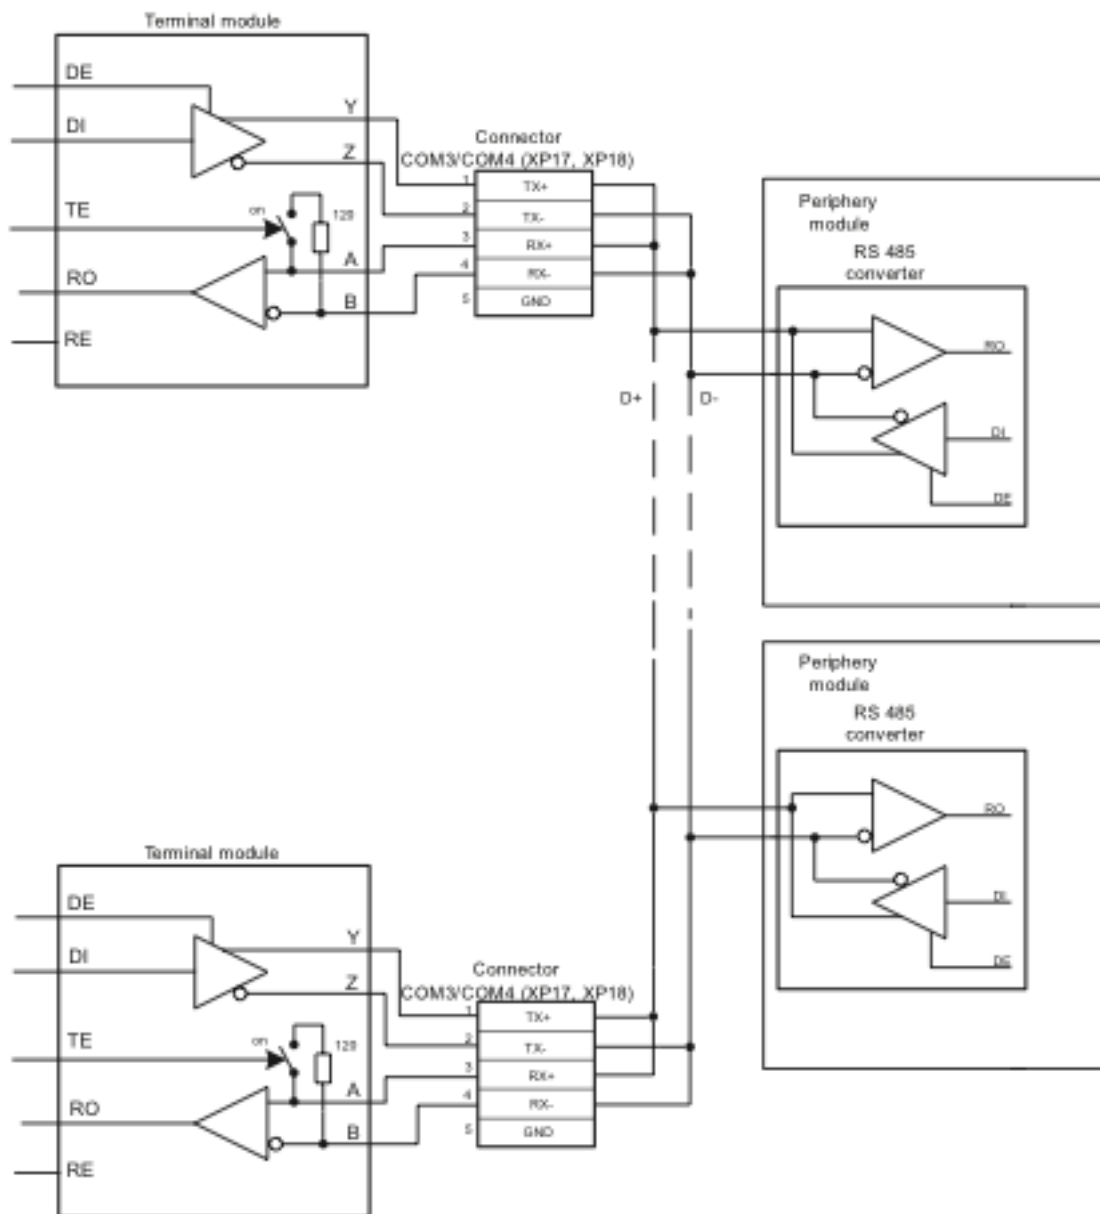 Terminal module
DE
DI
TE
RO
RE
Y
Z
on
120
A
B
Connector
COM3/COM4 (XP17, XP18)
1 TX+
2 TX-
3 RX+
4 RX-
5 GND
D+
D-
Periphery
module
RS 485
converter
RO
DI
DE
Periphery
module
RS 485
converter
RO
DI
DE
Terminal module
DE
DI
TE
RO
RE
Y
Z
on
120
A
B
Connector
COM3/COM4 (XP17, XP18)
1 TX+
2 TX-
3 RX+
4 RX-
5 GND